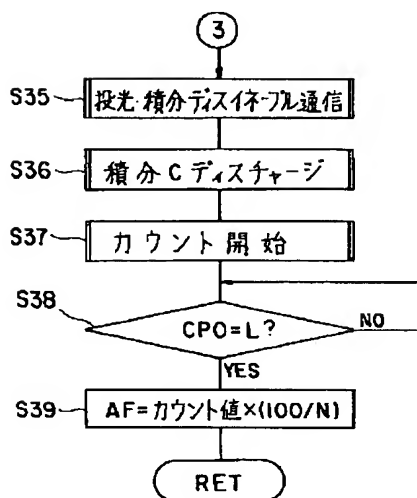 3
S35
投光・積分ディスイネーブル通信
S36
積分Cディスチャージ
S37
カウント開始
S38
CPO=L?
NO
YES
S39
AF=カウント値×(100/N)
RET